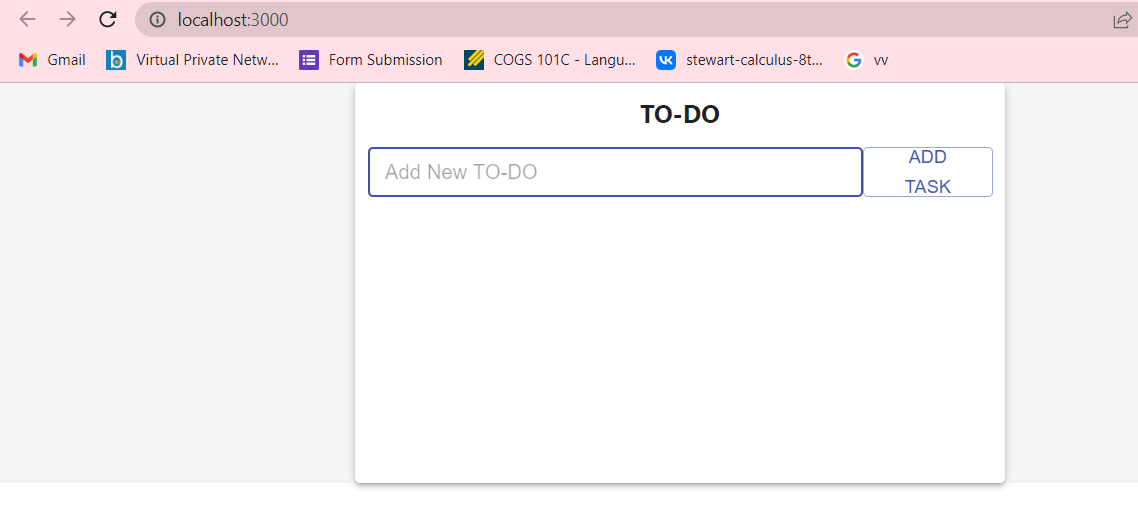 localhost:3000
Gmail Virtual Private Netw... Form Submission COGS 101C - Langu... stewart-calculus-8t... vv
TO-DO
Add New TO-DO
ADD
TASK